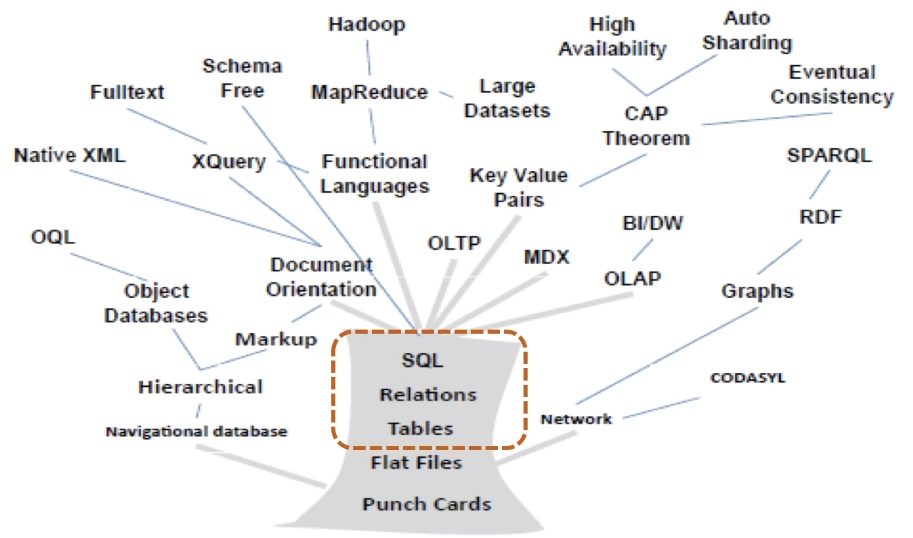 Hadoop
High
Availability
Auto
Sharding
Schema
Free
Fulltext
MapReduce
Large
Datasets
Eventual
Consistency
CAP
Theorem
Native XML
XQuery
Functional
Languages
Key Value
Pairs
SPARQL
OQL
OLTP
MDX
BI/DW
RDF
Document
Orientation
OLAP
Object
Databases
Graphs
Markup
Hierarchical
SQL
Relations
Tables
CODASYL
Network
Navigational database
Flat Files
Punch Cards